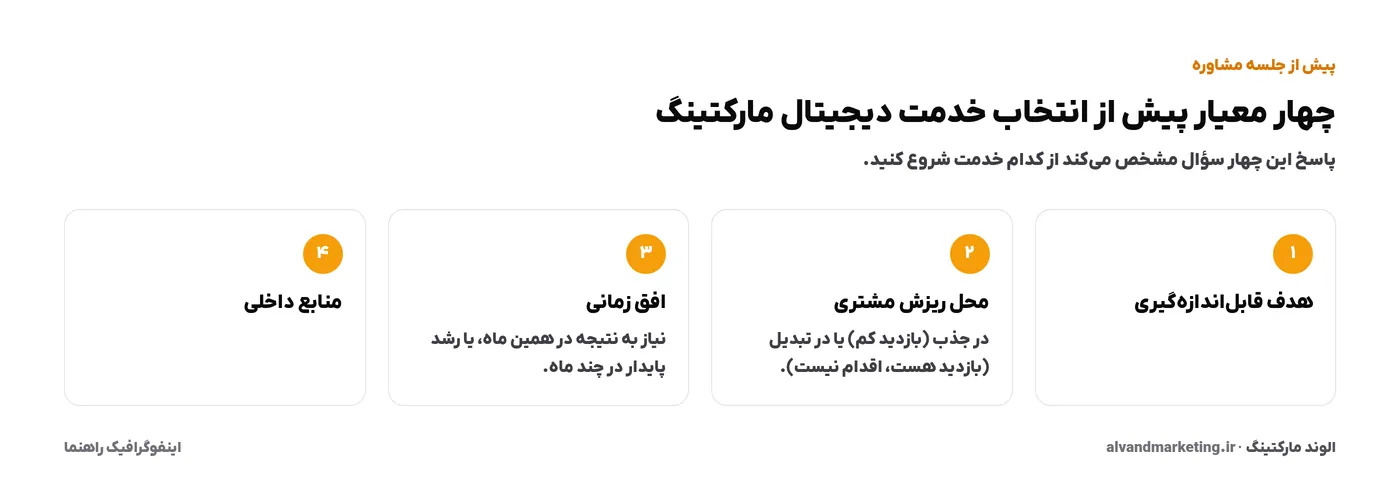 پیش از جلسه مشاوره
چهار معیار پیش از انتخاب خدمت دیجیتال مارکتینگ
پاسخ این چهار سؤال مشخص می‌کند از کدام خدمت شروع کنید.
۱
هدف قابل‌اندازه‌گیری
۲
محل ریزش مشتری
در جذب (بازدید کم) یا در تبدیل
(بازدید هست، اقدام نیست).
۳
افق زمانی
نیاز به نتیجه در همین ماه، یا رشد
پایدار در چند ماه.
۴
منابع داخلی
الوند مارکتینگ · alvandmarketing.ir
اینفوگرافیک راهنما